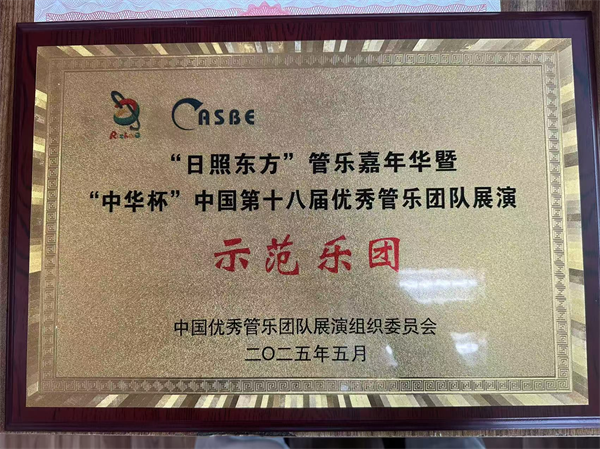 Rizhao CASBE
“日照东方”管乐嘉年华暨
“中华杯”中国第十八届优秀管乐团队展演
示范乐团
中国优秀管乐团队展演组织委员会
二〇二五年五月